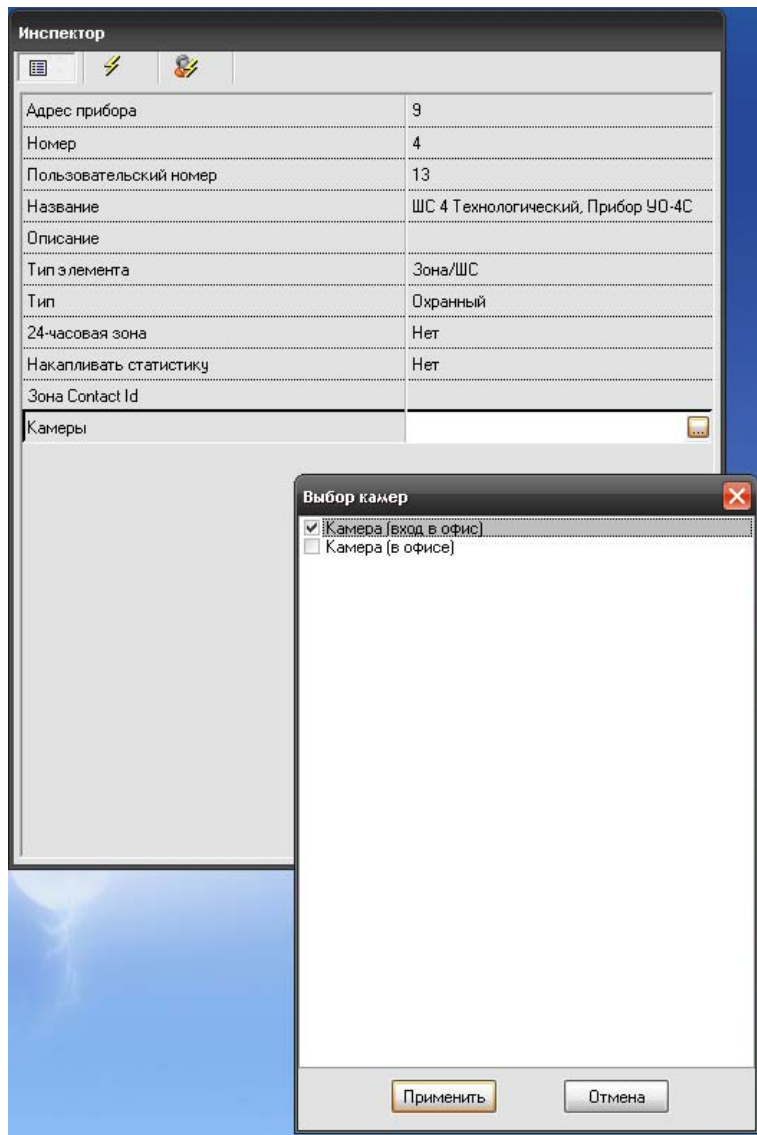 Инспектор
Адрес прибора 9
Номер 4
Пользовательский номер 13
Название ШС 4 Технологический, Прибор УО-4С
Описание
Тип элемента Зона/ШС
Тип Охранный
24-часовая зона Нет
Накапливать статистику Нет
Зона Contact Id
Камеры ...
Выбор камер
Камера (вход в офис)
Камера (в офисе)
Применить Отмена